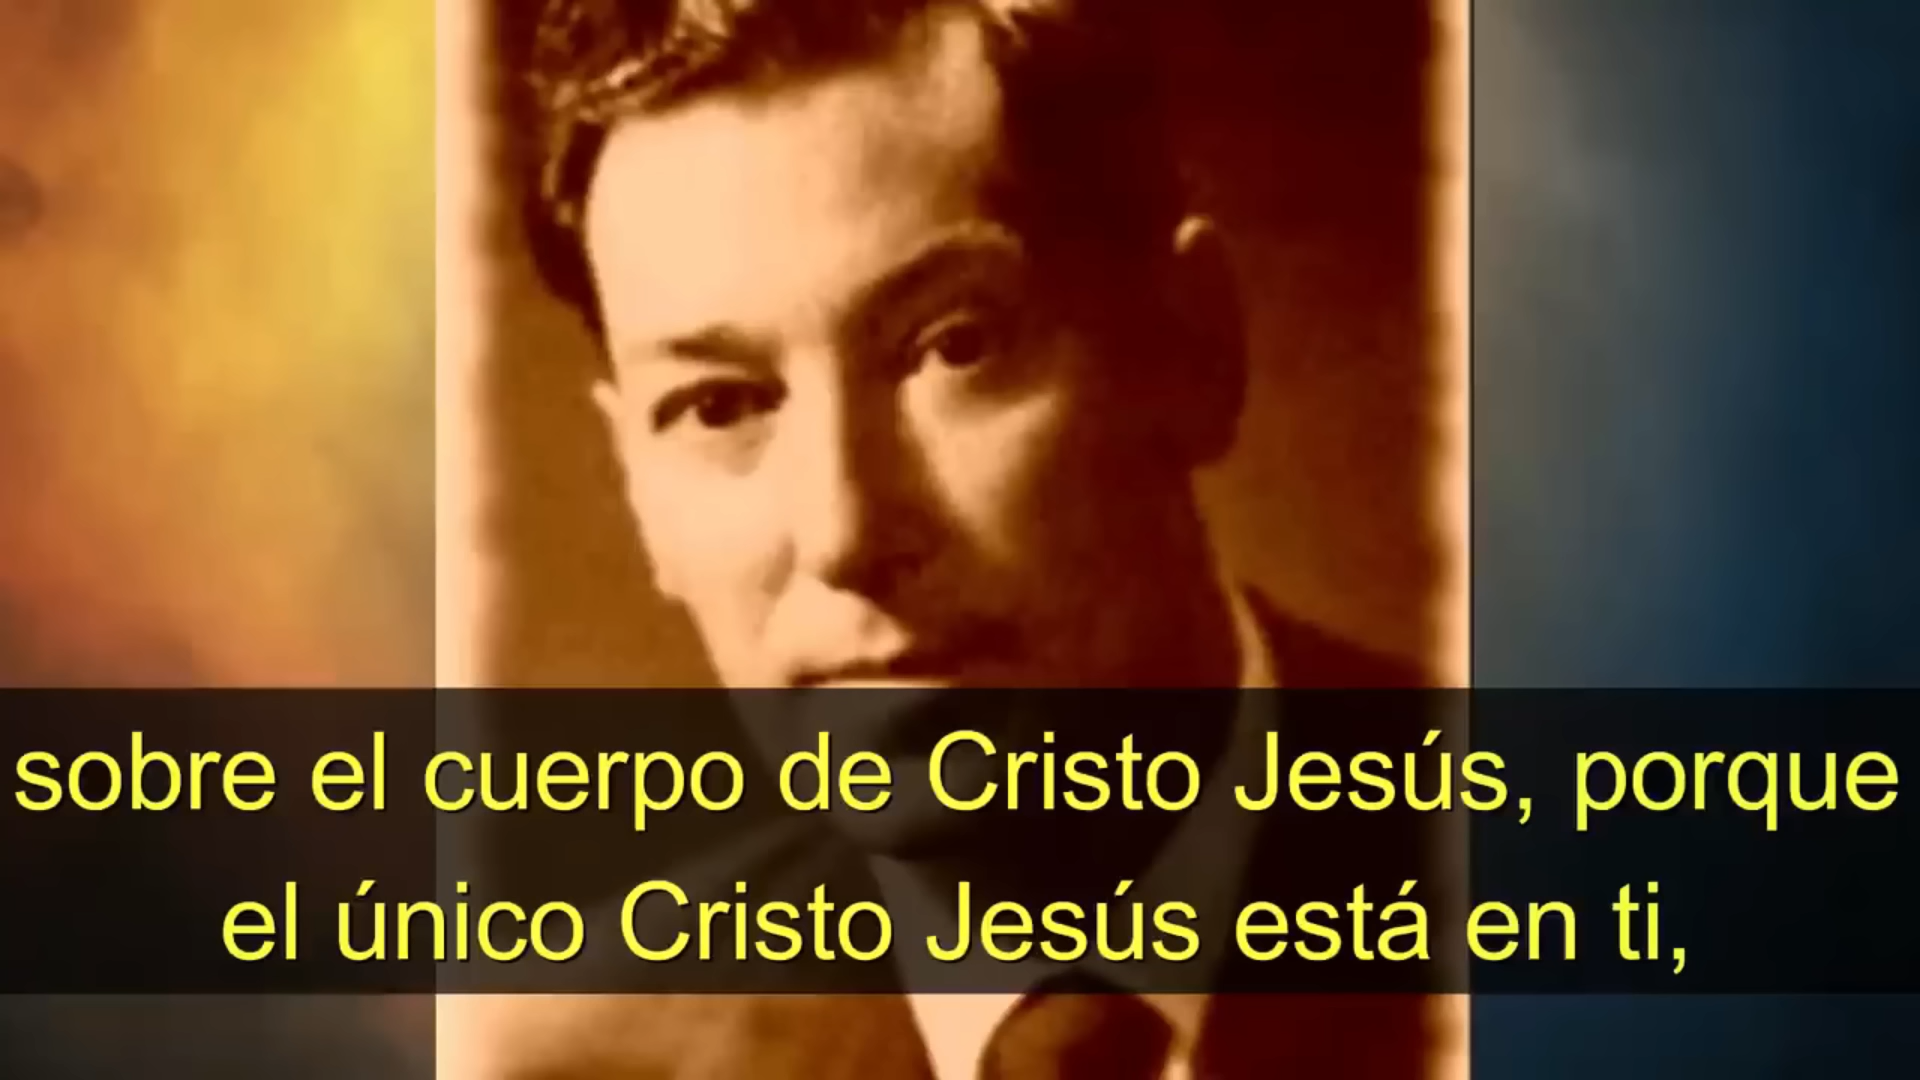 sobre el cuerpo de Cristo Jesús, porque
el único Cristo Jesús está en ti,